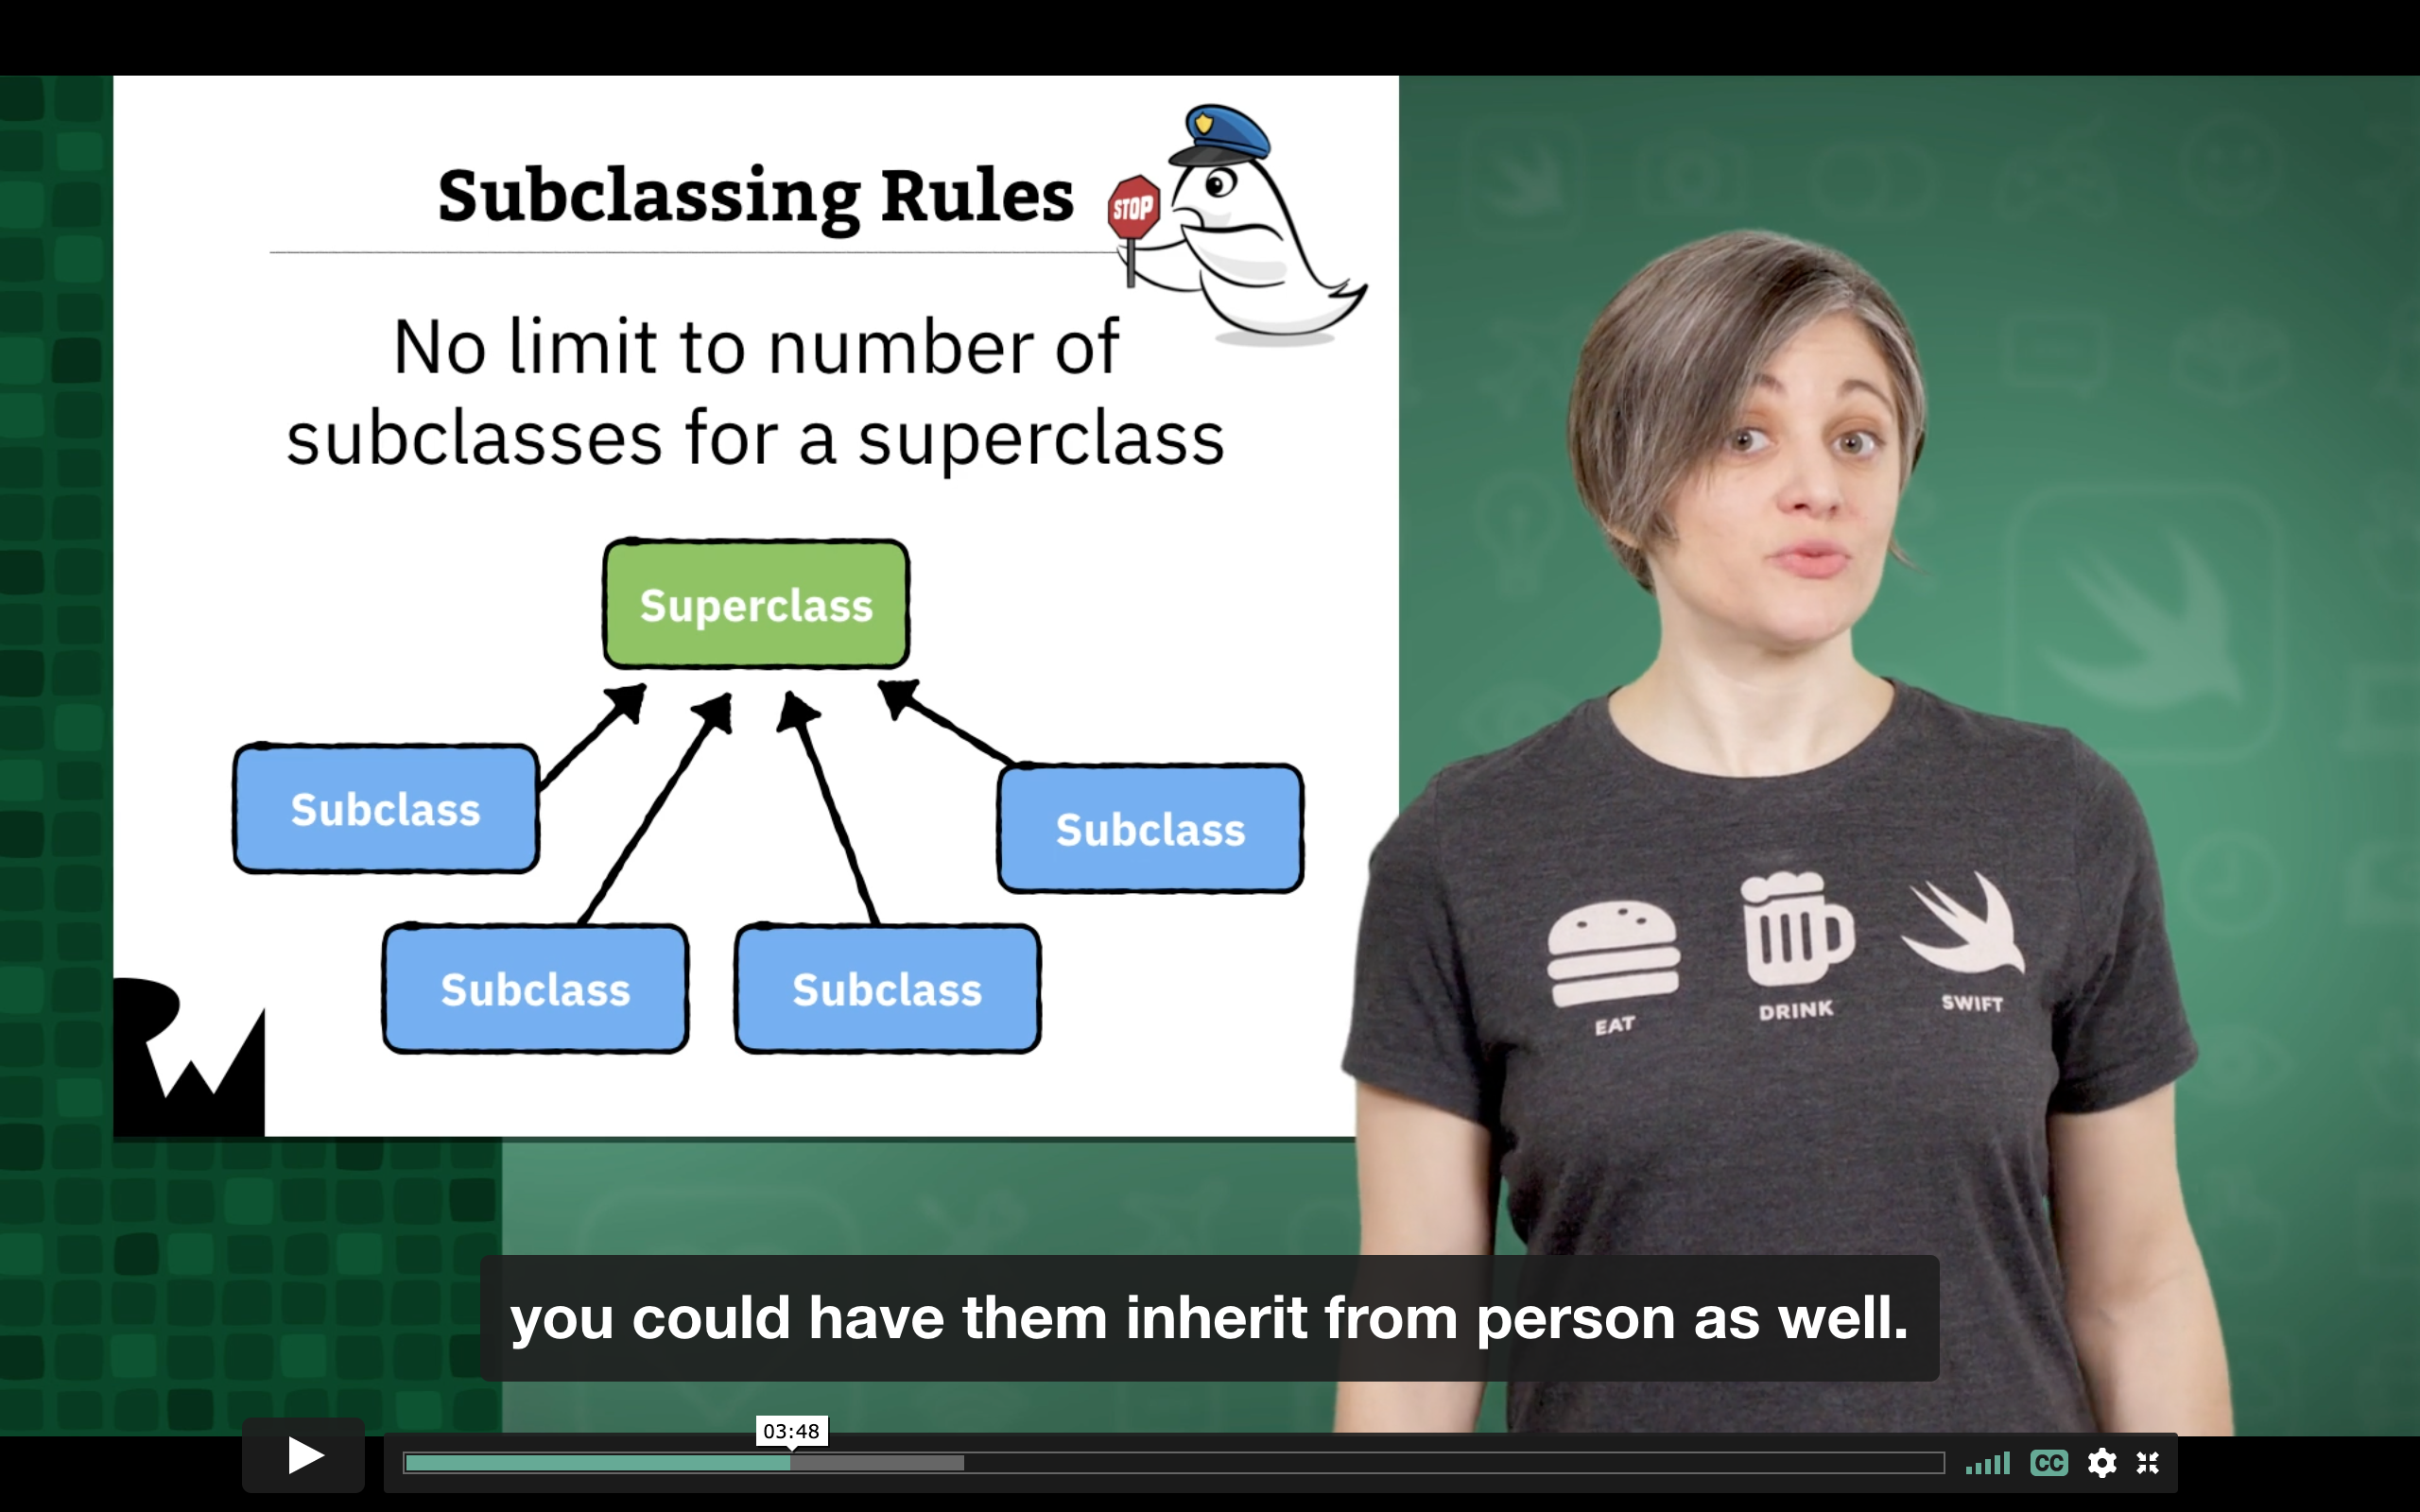 Subclassing Rules
STOP
No limit to number of
subclasses for a superclass
Superclass
Subclass
Subclass
Subclass
Subclass
EAT
DRINK
SWIFT
you could have them inherit from person as well.
03:48
CC